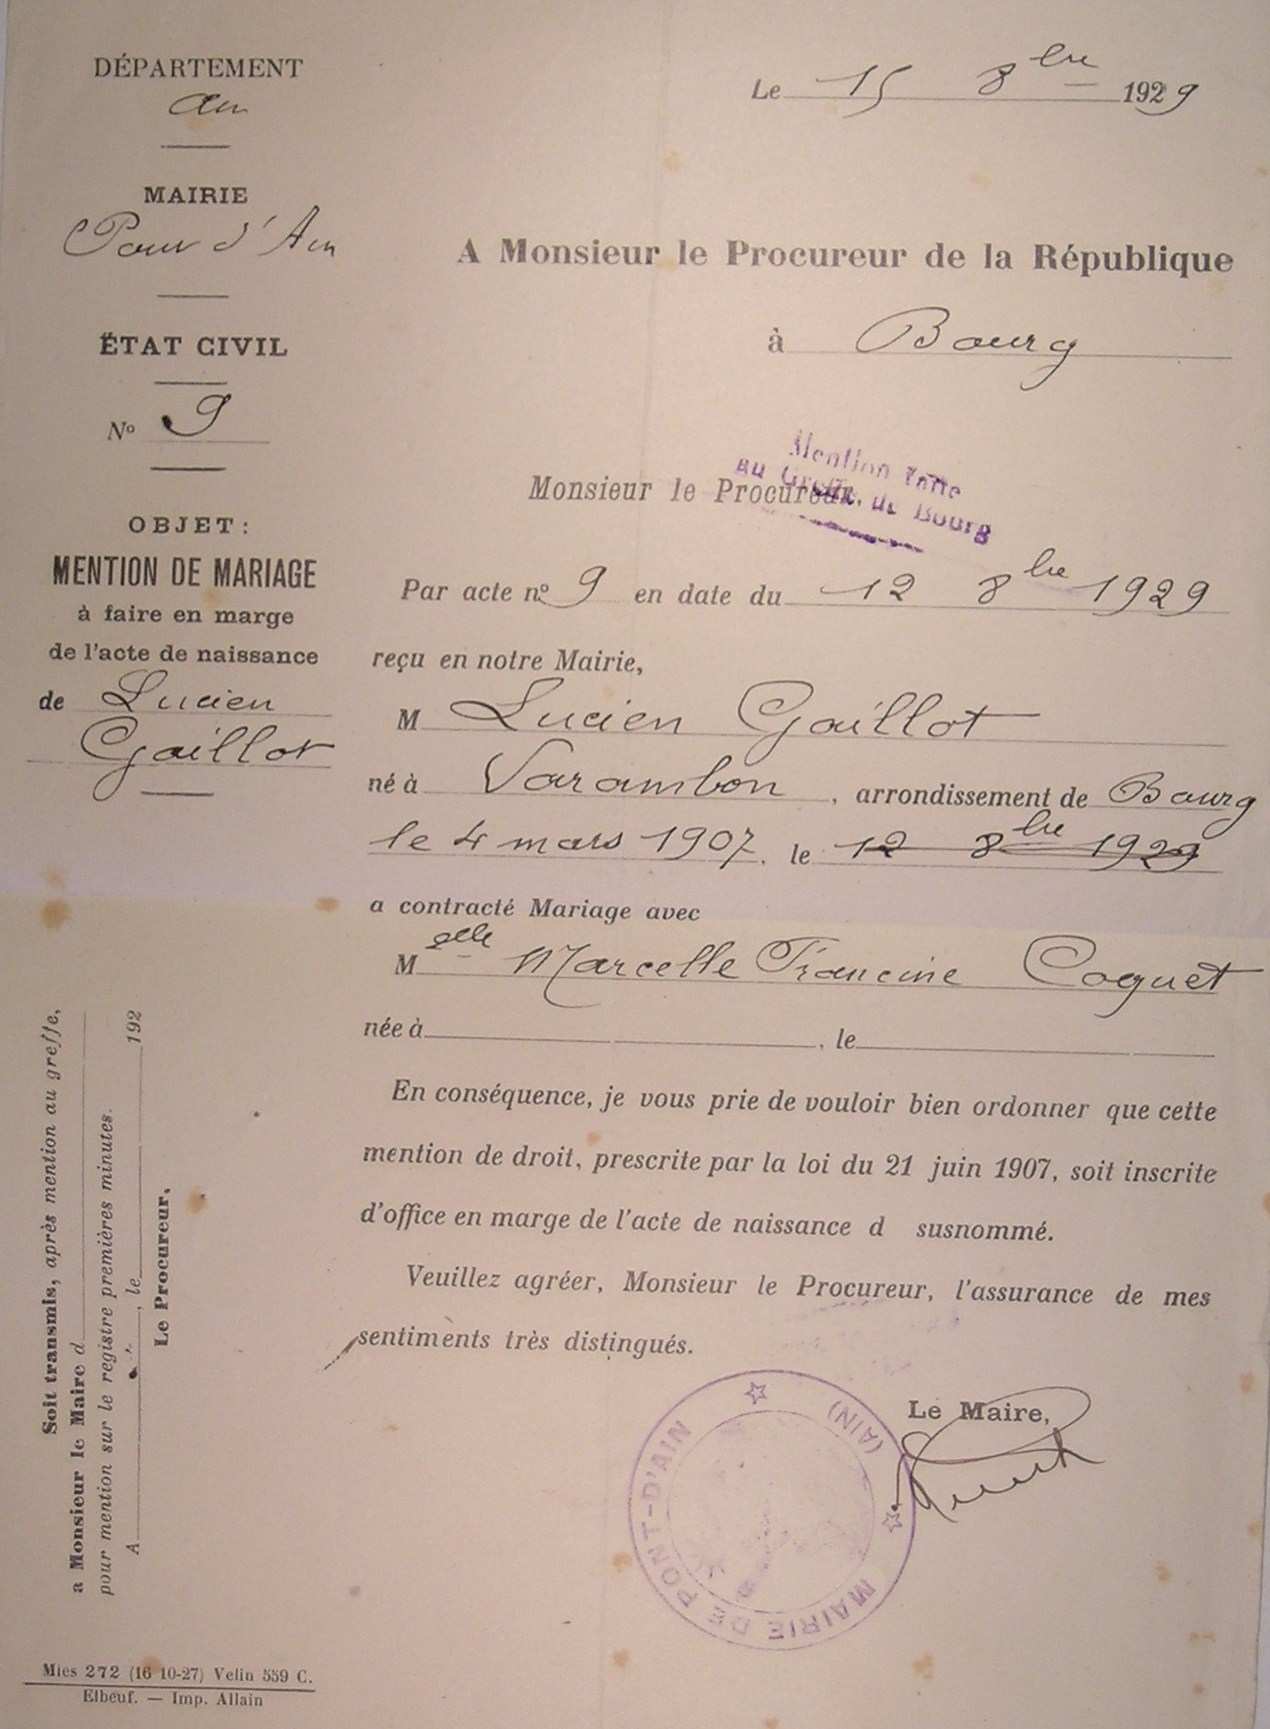 DÉPARTEMENT
Ain
MAIRIE
Pont d'Ain
ÉTAT CIVIL
No 9
OBJET :
MENTION DE MARIAGE
à faire en marge
de l'acte de naissance
de Lucien
Gaillot
Le 15 8bre 1929
A Monsieur le Procureur de la République
à Bourg
Mention faite
au Greffe de Bourg
Monsieur le Procureur,
Par acte no 9 en date du 12 8bre 1929
reçu en notre Mairie,
M Lucien Gaillot
né à Varambon, arrondissement de Bourg
le 4 mars 1907. le 12 8bre 1929
a contracté Mariage avec
Melle Marcelle Francine Coquet
née à , le
En conséquence, je vous prie de vouloir bien ordonner que cette
mention de droit, prescrite par la loi du 21 juin 1907, soit inscrite
d'office en marge de l'acte de naissance d susnommé.
Veuillez agréer, Monsieur le Procureur, l'assurance de mes
sentiments très distingués.
Le Maire,
MAIRIE DE PONT-D'AIN
(AIN)
Soit transmis, après mention au greffe,
a Monsieur le Maire d
pour mention sur le registre premières minutes.
A , le 192
Le Procureur,
Mies 272 (16 10-27) Velin 559 C.
Elbeuf. — Imp. Allain